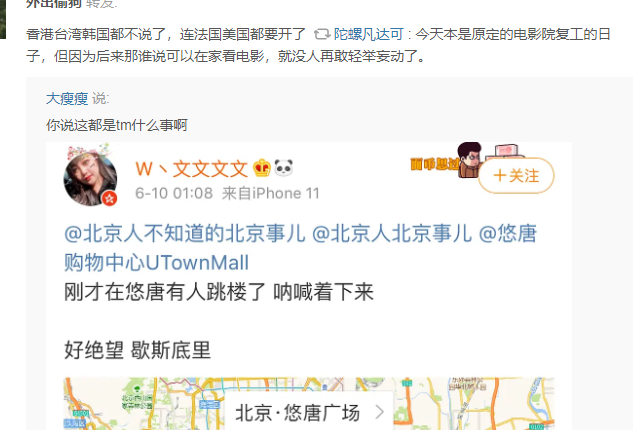 外出偷狗 转发:
香港台湾韩国都不说了，连法国美国都要开了 陀螺凡达可：今天本是原定的电影院复工的日
子，但因为后来那谁说可以在家看电影，就没人再敢轻举妄动了。
大瘦瘦 说:
你说这都是tm什么事啊
W丶文文文文
面币思过
+关注
6-10 01:08 来自iPhone 11
@北京人不知道的北京事儿 @北京人北京事儿 @悠唐
购物中心UTownMall
刚才在悠唐有人跳楼了 呐喊着下来
好绝望 歇斯底里
北京·悠唐广场